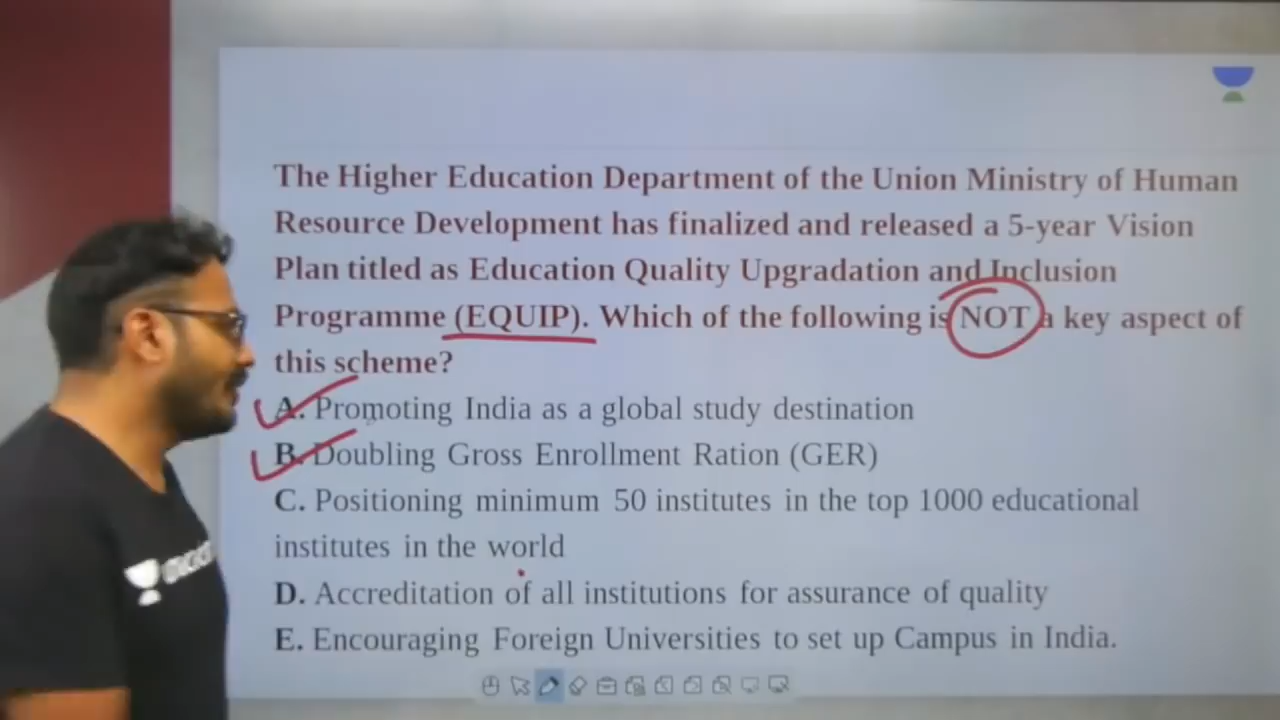 The Higher Education Department of the Union Ministry of Human
Resource Development has finalized and released a 5-year Vision
Plan titled as Education Quality Upgradation and Inclusion
Programme (EQUIP). Which of the following is NOT a key aspect of
this scheme?
A. Promoting India as a global study destination
B. Doubling Gross Enrollment Ration (GER)
C. Positioning minimum 50 institutes in the top 1000 educational
institutes in the world
D. Accreditation of all institutions for assurance of quality
E. Encouraging Foreign Universities to set up Campus in India.